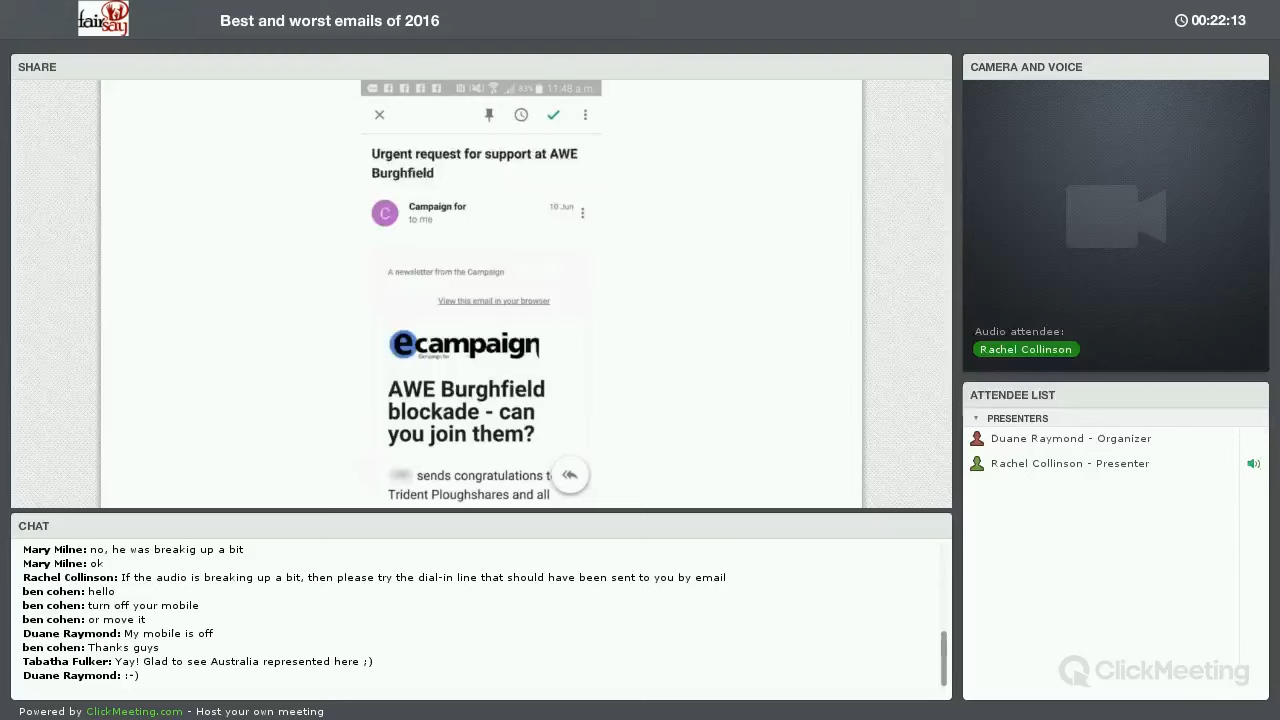 fairsay
Best and worst emails of 2016
00:22:13
SHARE
83% 11:48 a.m.
Urgent request for support at AWE
Burghfield
C
Campaign for
10 Jun
to me
A newsletter from the Campaign
View this email in your browser
ecampaign
Campaign for
AWE Burghfield
blockade - can
you join them?
sends congratulations t
Trident Ploughshares and all
CAMERA AND VOICE
Audio attendee:
Rachel Collinson
ATTENDEE LIST
PRESENTERS
Duane Raymond - Organizer
Rachel Collinson - Presenter
CHAT
Mary Milne: no, he was breakig up a bit
Mary Milne: ok
Rachel Collinson: If the audio is breaking up a bit, then please try the dial-in line that should have been sent to you by email
ben cohen: hello
ben cohen: turn off your mobile
ben cohen: or move it
Duane Raymond: My mobile is off
ben cohen: Thanks guys
Tabatha Fulker: Yay! Glad to see Australia represented here ;)
Duane Raymond: :-)
ClickMeeting
Powered by ClickMeeting.com - Host your own meeting